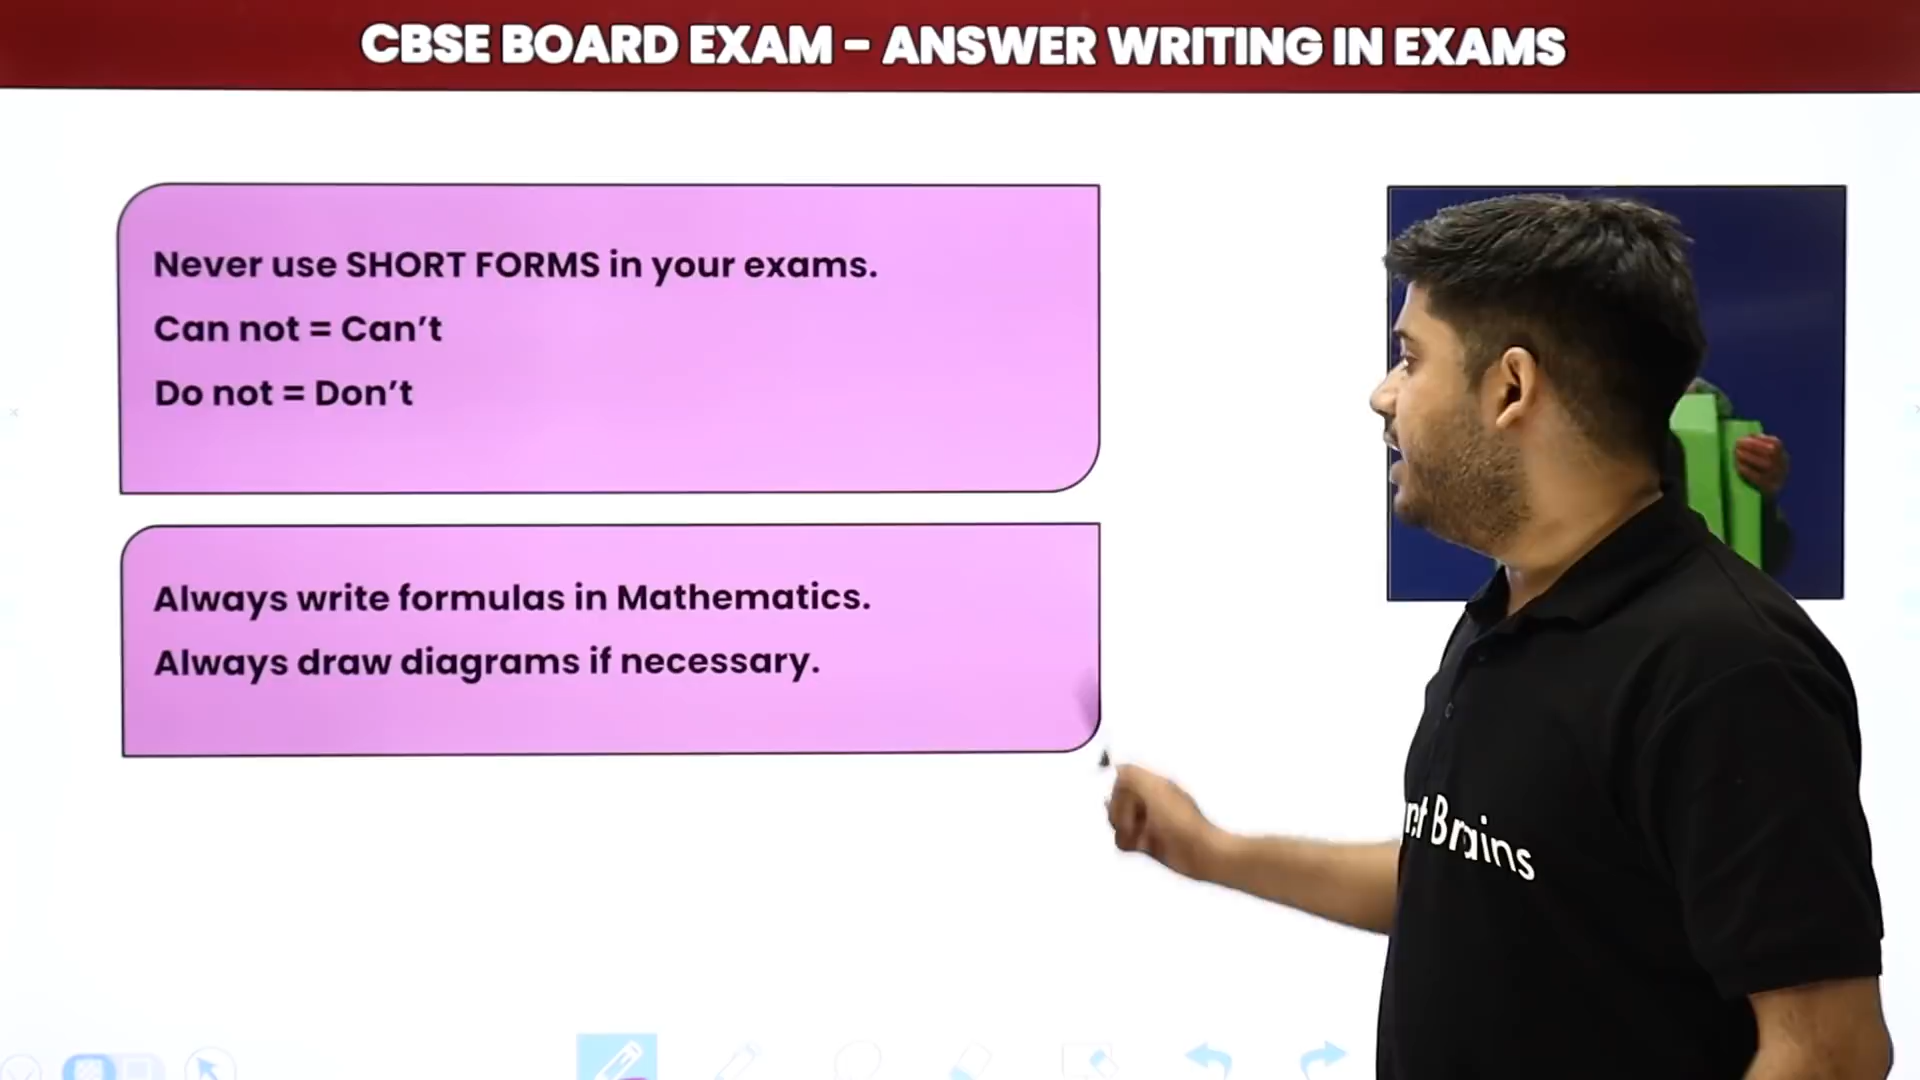 CBSE BOARD EXAM – ANSWER WRITING IN EXAMS
Never use SHORT FORMS in your exams.
Can not = Can’t
Do not = Don’t
Always write formulas in Mathematics.
Always draw diagrams if necessary.
Brains